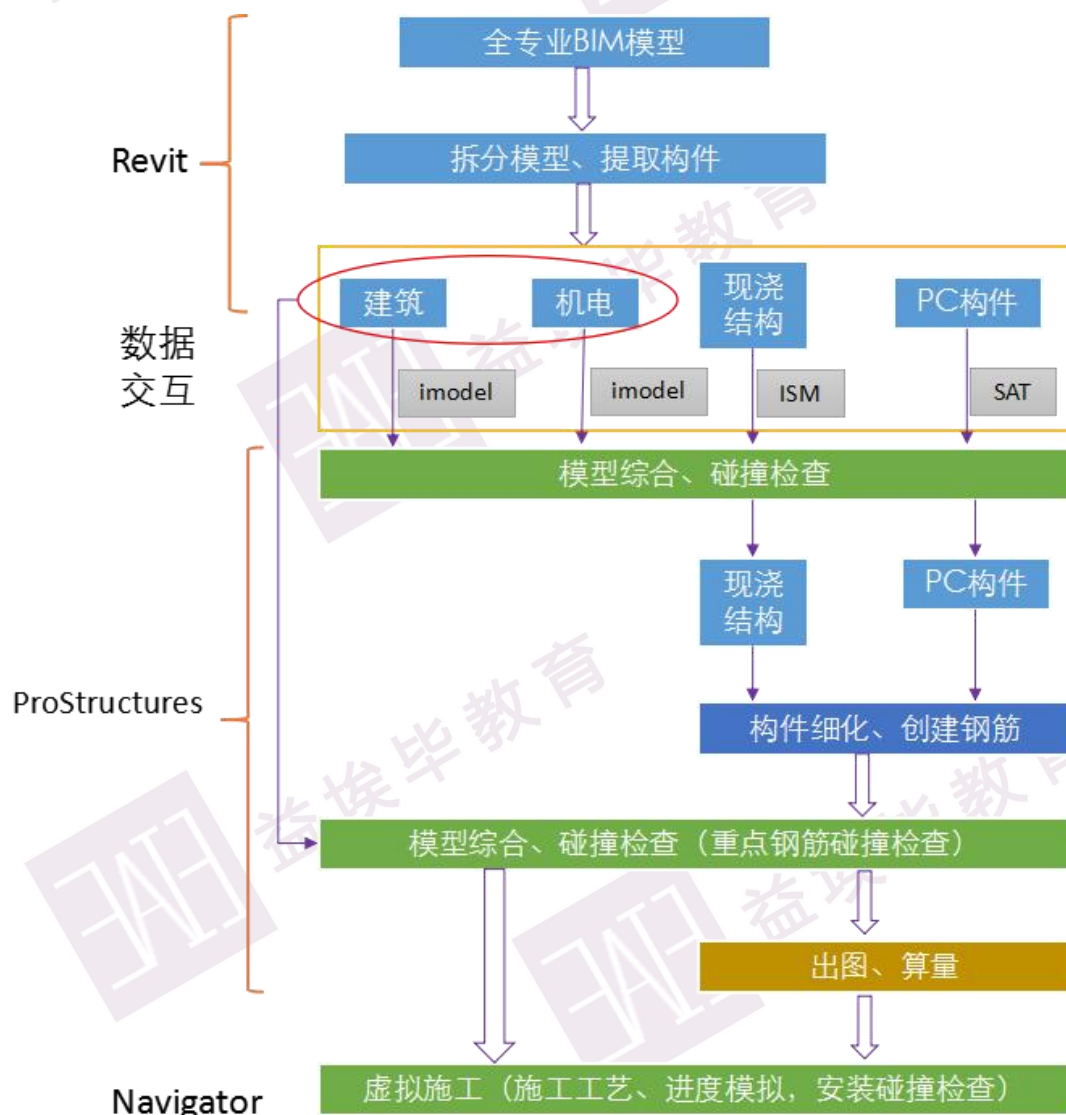 全专业BIM模型
Revit
拆分模型、提取构件
建筑
机电
现浇
结构
PC构件
数据
交互
imodel
imodel
ISM
SAT
模型综合、碰撞检查
现浇
结构
PC构件
ProStructures
构件细化、创建钢筋
模型综合、碰撞检查（重点钢筋碰撞检查）
出图、算量
虚拟施工（施工工艺、进度模拟，安装碰撞检查）
Navigator
益埃毕教育
益埃毕教育
益埃毕教育